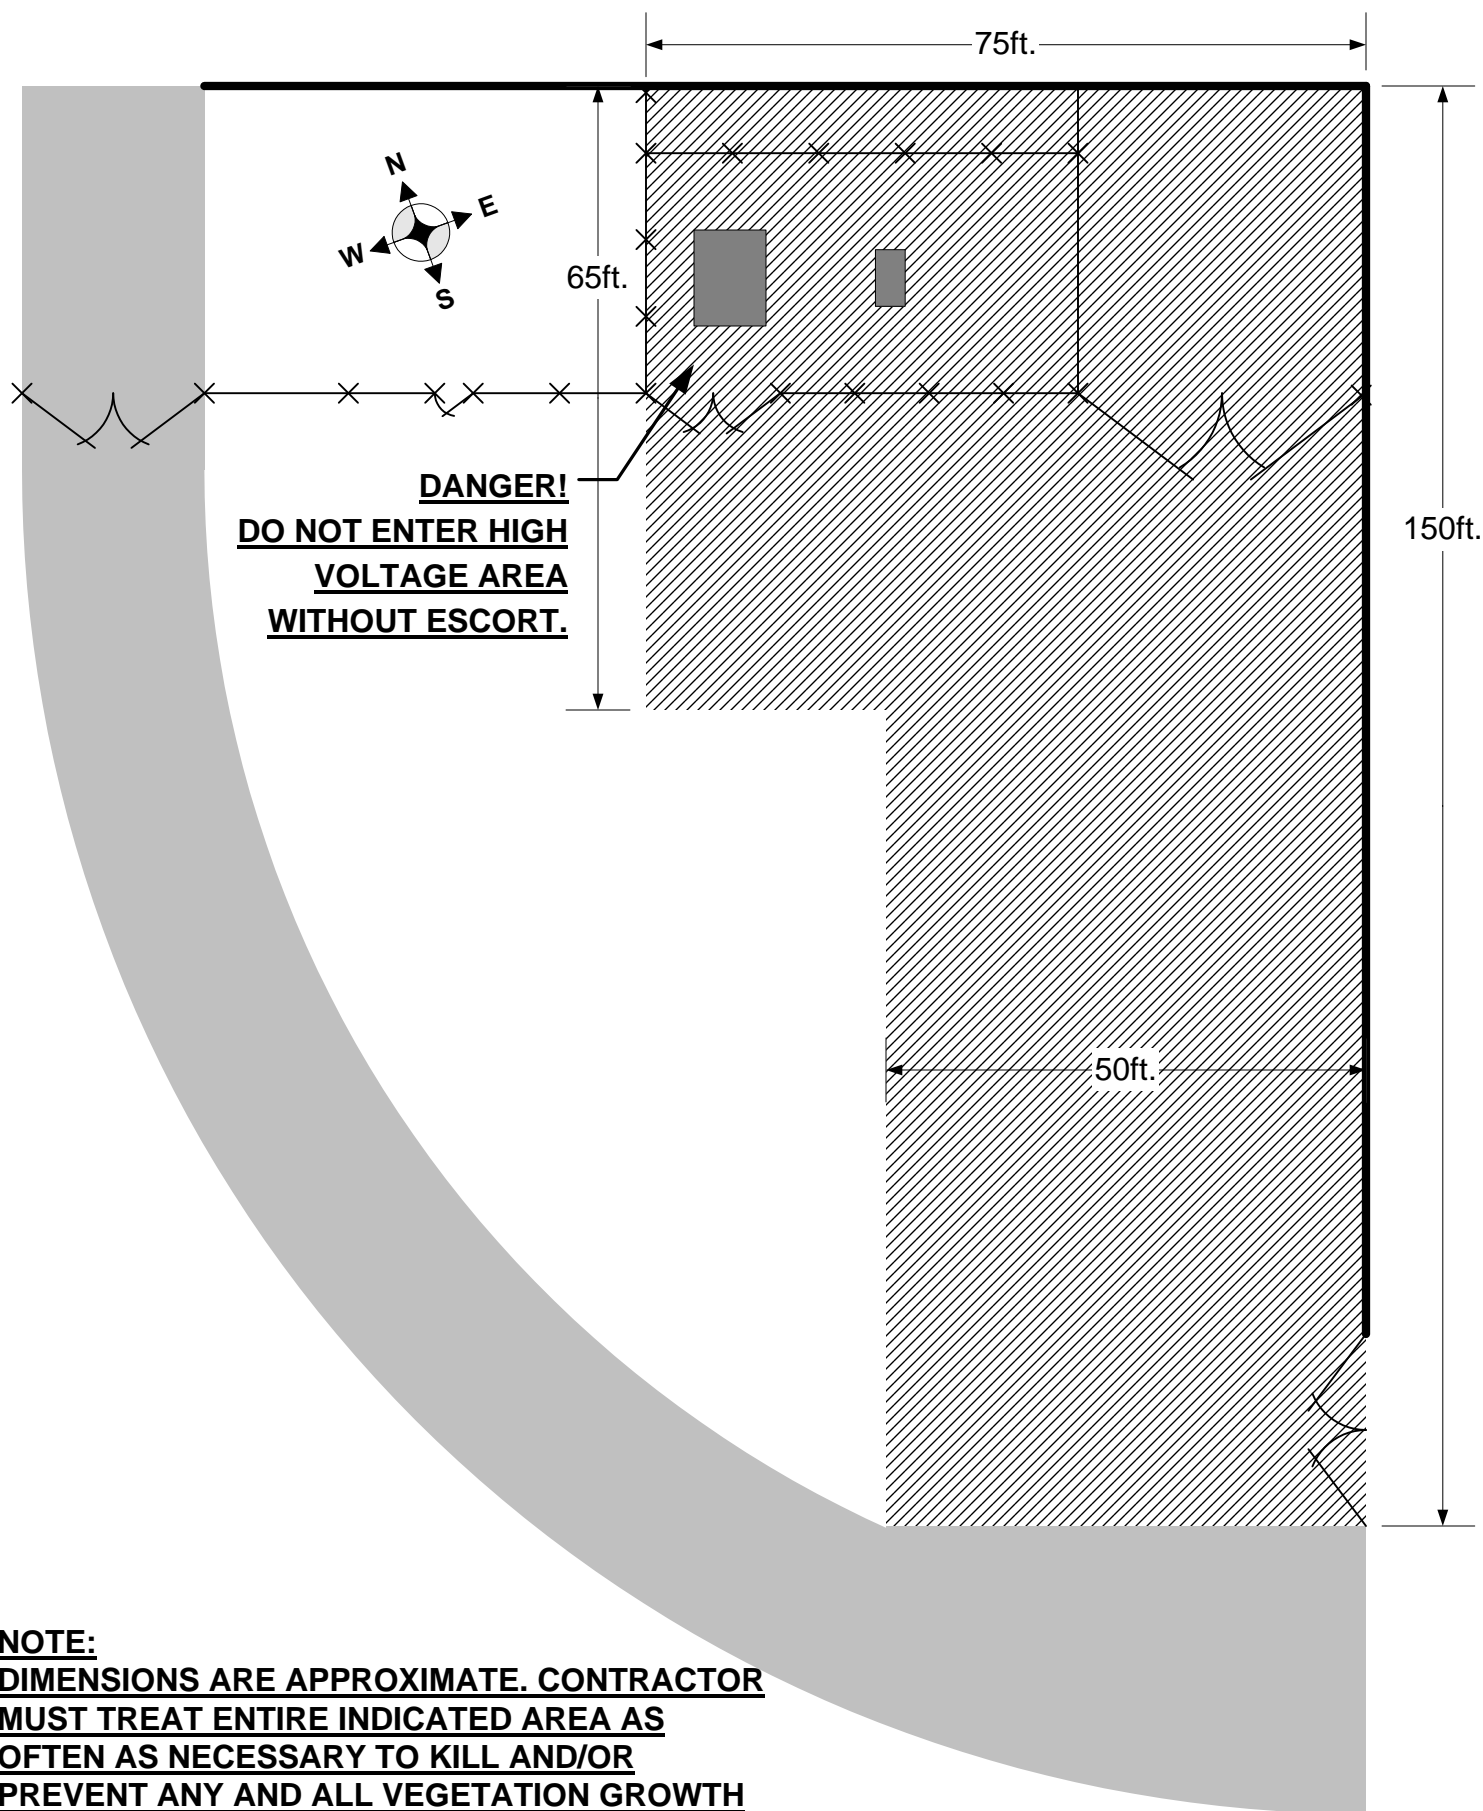 75ft.
N
E
W
S
65ft.
DANGER!
DO NOT ENTER HIGH
VOLTAGE AREA
WITHOUT ESCORT.
150ft.
50ft.
NOTE:
DIMENSIONS ARE APPROXIMATE. CONTRACTOR
MUST TREAT ENTIRE INDICATED AREA AS
OFTEN AS NECESSARY TO KILL AND/OR
PREVENT ANY AND ALL VEGETATION GROWTH